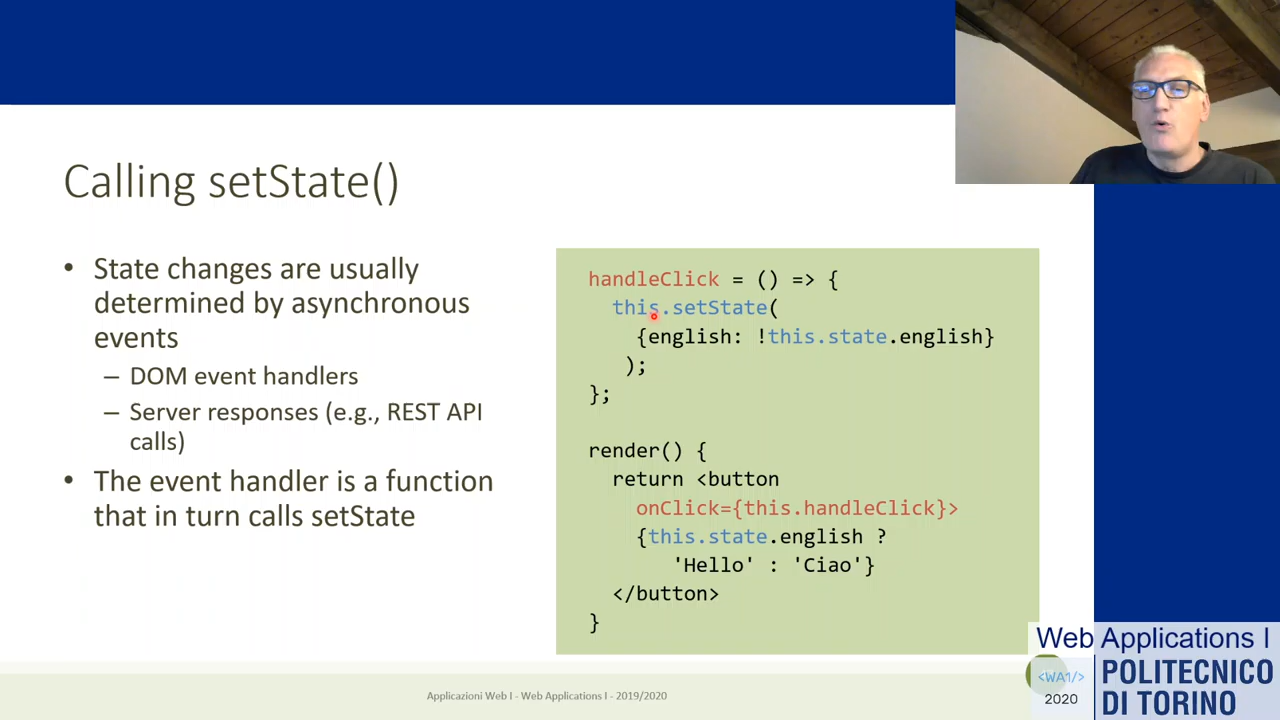 Calling setState()
• State changes are usually
determined by asynchronous
events
– DOM event handlers
– Server responses (e.g., REST API
calls)
• The event handler is a function
that in turn calls setState
handleClick = () => {
this.setState(
{english: !this.state.english}
);
};
render() {
return <button
onClick={this.handleClick}>
{this.state.english ?
'Hello' : 'Ciao'}
</button>
}
Applicazioni Web I - Web Applications I - 2019/2020
Web Applications I
<WA1/>
2020
POLITECNICO
DI TORINO